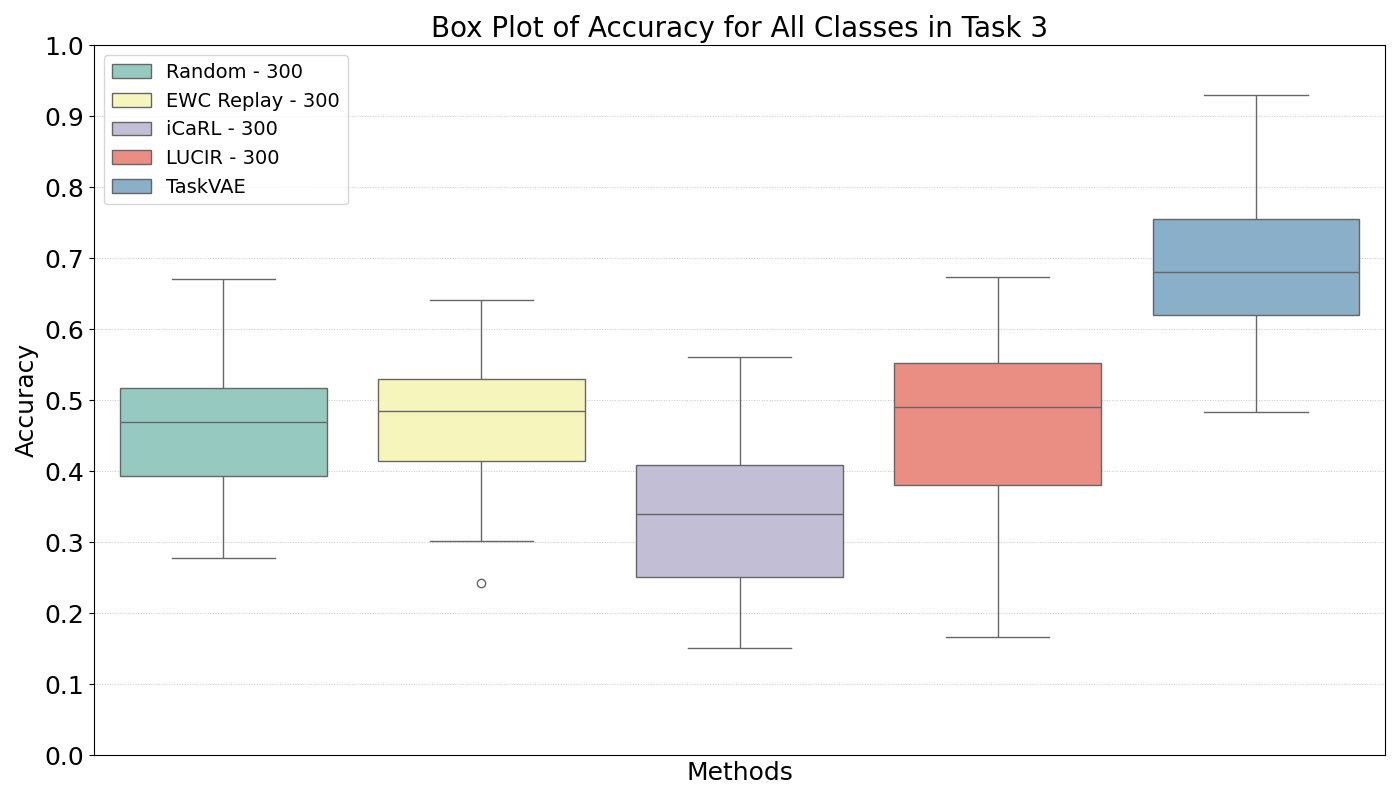 Box Plot of Accuracy for All Classes in Task 3
1.0
0.9
0.8
0.7
0.6
0.5
0.4
0.3
0.2
0.1
0.0
Accuracy
Random - 300
EWC Replay - 300
iCaRL - 300
LUCIR - 300
TaskVAE
Methods